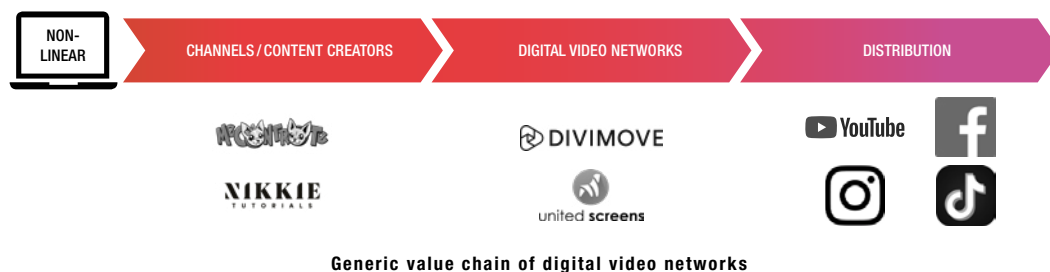 NON-
LINEAR
CHANNELS / CONTENT CREATORS
DIGITAL VIDEO NETWORKS
DISTRIBUTION
DIVIMOVE
YouTube
NIKKIE
TUTORIALS
united screens
Generic value chain of digital video networks